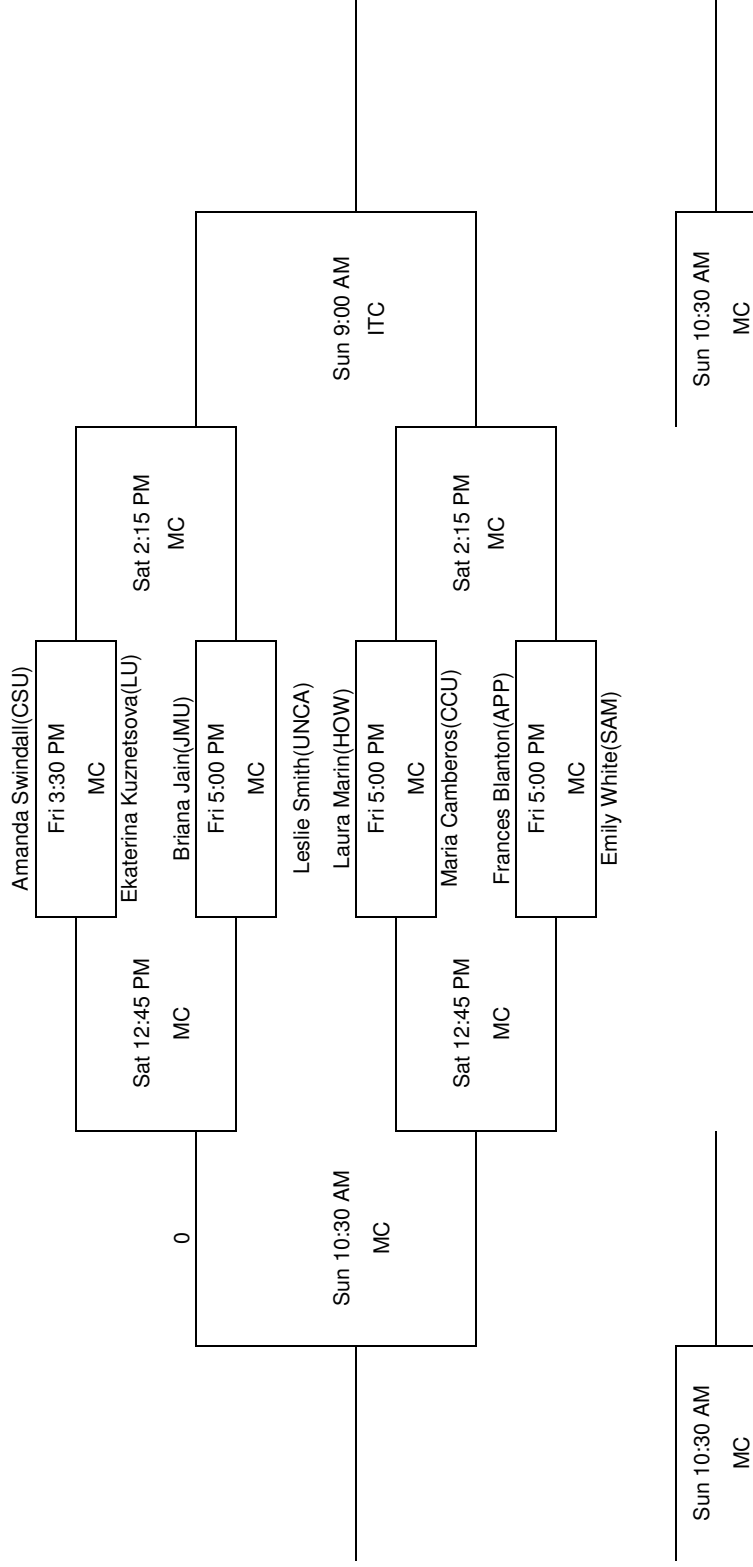 Amanda Swindall(CSU)
Fri 3:30 PM
MC
Ekaterina Kuznetsova(LU)
Briana Jain(JMU)
Fri 5:00 PM
MC
Leslie Smith(UNCA)
Laura Marin(HOW)
Fri 5:00 PM
MC
Maria Camberos(CCU)
Frances Blanton(APP)
Fri 5:00 PM
MC
Emily White(SAM)
Sat 12:45 PM
MC
Sat 12:45 PM
MC
0
Sun 10:30 AM
MC
Sun 10:30 AM
MC
Sat 2:15 PM
MC
Sat 2:15 PM
MC
Sun 9:00 AM
ITC
Sun 10:30 AM
MC